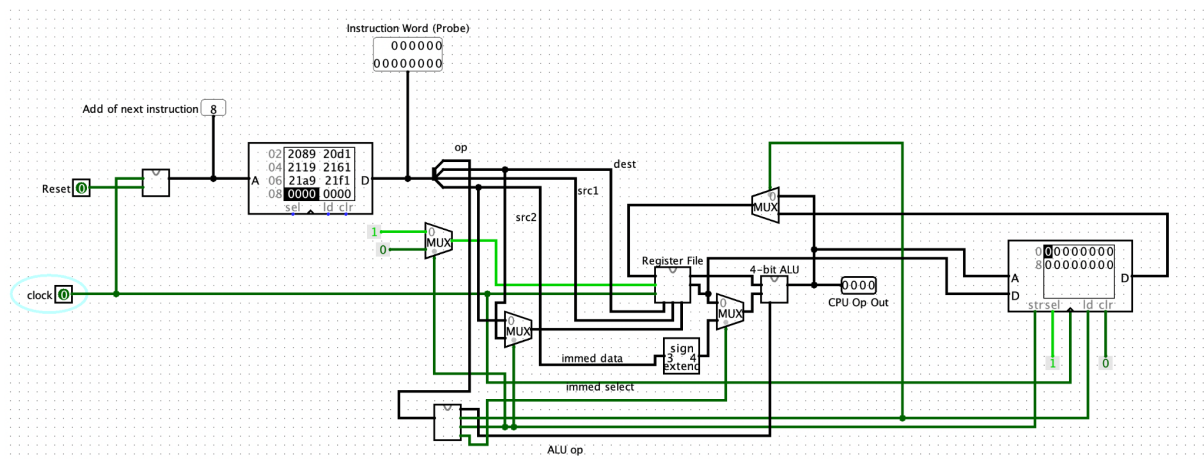 Instruction Word (Probe)
000000
00000000
Add of next instruction 8
op
02 2089 20d1
04 2119 2161
06 21a9 21f1
08 0000 0000
A
D
sel ld clr
Reset 0
dest
src1
src2
1
0
0
MUX
0
MUX
Register File
4-bit ALU
0 00000000
8 00000000
A
D
D
clock 0
0000
CPU Op Out
str sel ld clr
0
MUX
0
MUX
sign
3 4
extend
immed data
1
0
immed select
ALU op